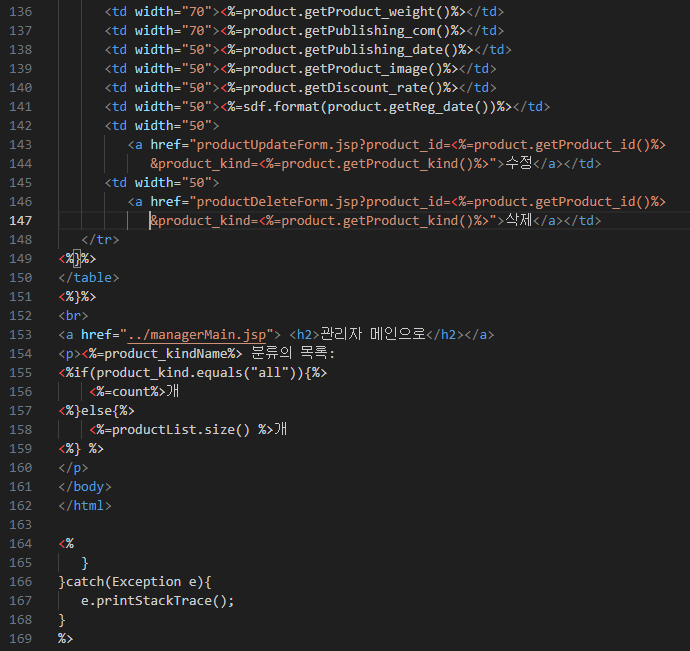 136 <td width="70"><%=product.getProduct_weight()%></td>
137 <td width="70"><%=product.getPublishing_com()%></td>
138 <td width="50"><%=product.getPublishing_date()%></td>
139 <td width="50"><%=product.getProduct_image()%></td>
140 <td width="50"><%=product.getDiscount_rate()%></td>
141 <td width="50"><%=sdf.format(product.getReg_date())%></td>
142 <td width="50">
143 <a href="productUpdateForm.jsp?product_id=<%=product.getProduct_id()%>
144 &product_kind=<%=product.getProduct_kind()%>">수정</a></td>
145 <td width="50">
146 <a href="productDeleteForm.jsp?product_id=<%=product.getProduct_id()%>
147 &product_kind=<%=product.getProduct_kind()%>">삭제</a></td>
148 </tr>
149 <%}%>
150 </table>
151 <%}%>
152 <br>
153 <a href="../managerMain.jsp"> <h2>관리자 메인으로</h2></a>
154 <p><%=product_kindName%> 분류의 목록:
155 <%if(product_kind.equals("all")){%>
156 <%=count%>개
157 <%}else{%>
158 <%=productList.size() %>개
159 <%} %>
160 </p>
161 </body>
162 </html>
163
164 <%
165 }
166 }catch(Exception e){
167 e.printStackTrace();
168 }
169 %>